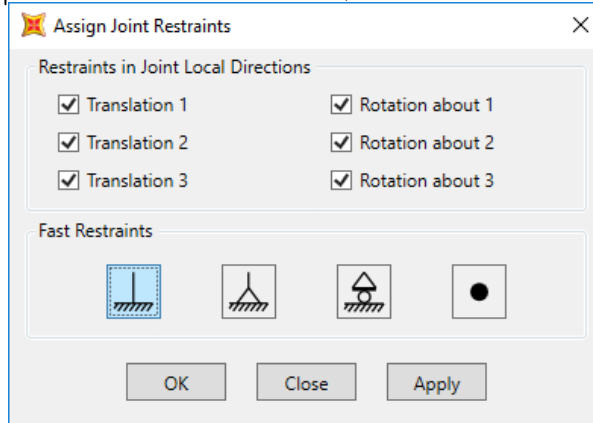 Assign Joint Restraints
Restraints in Joint Local Directions
Translation 1
Rotation about 1
Translation 2
Rotation about 2
Translation 3
Rotation about 3
Fast Restraints
OK
Close
Apply